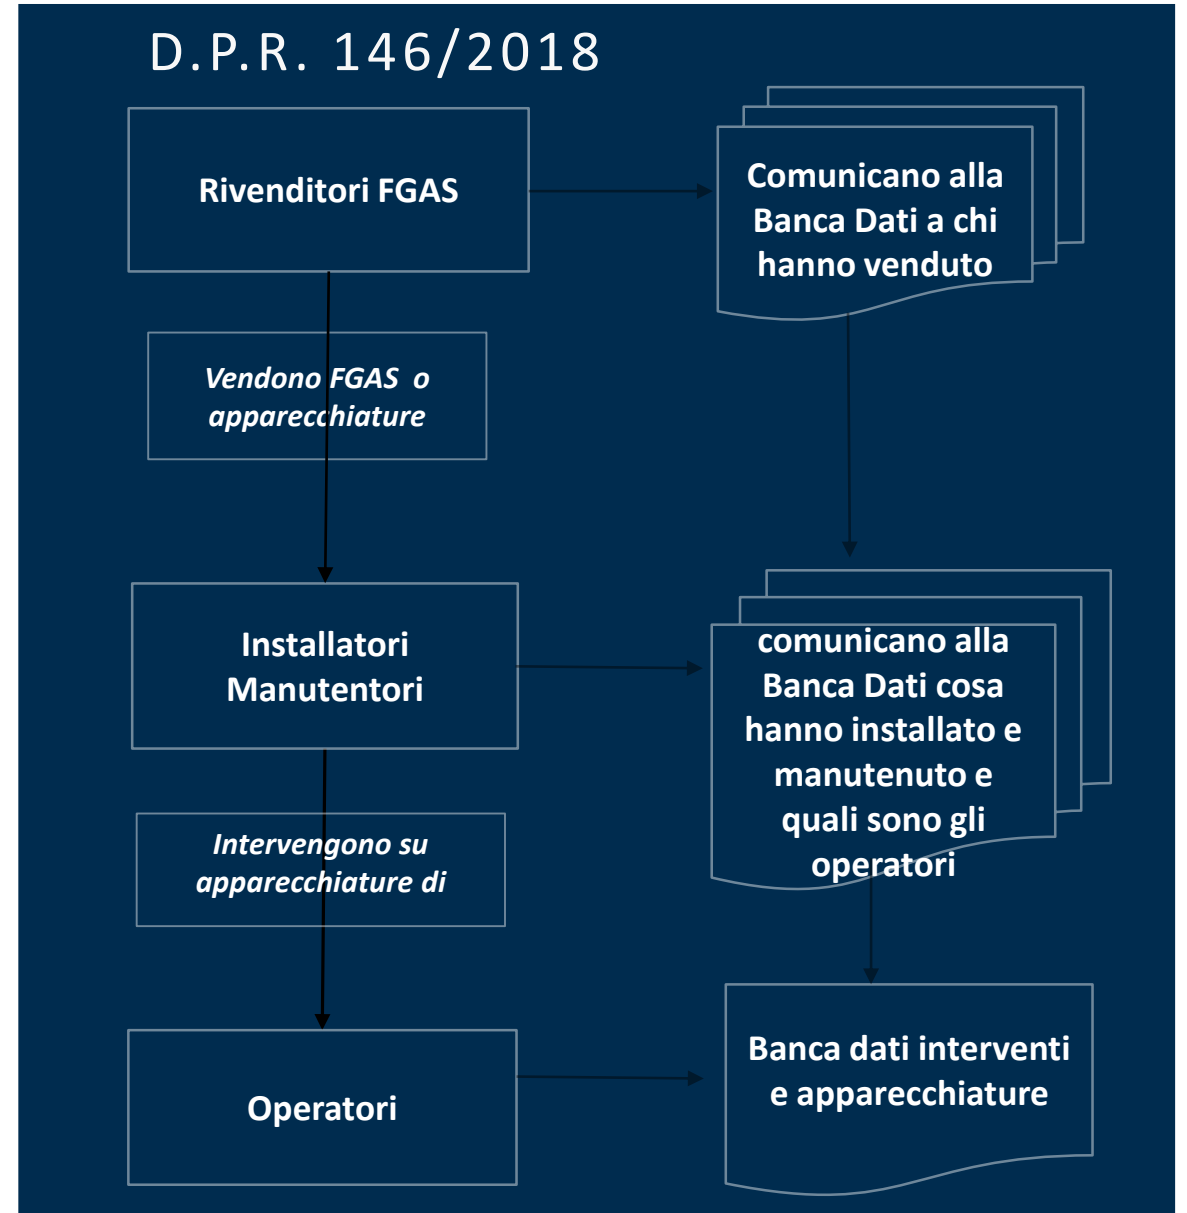 D.P.R. 146/2018
Rivenditori FGAS
Comunicano alla
Banca Dati a chi
hanno venduto
Vendono FGAS o
apparecchiature
Installatori
Manutentori
comunicano alla
Banca Dati cosa
hanno installato e
manutenuto e
quali sono gli
operatori
Intervengono su
apparecchiature di
Operatori
Banca dati interventi
e apparecchiature